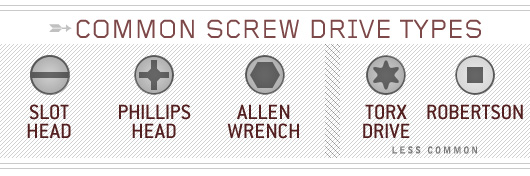 COMMON SCREW DRIVE TYPES
SLOT
HEAD
PHILLIPS
HEAD
ALLEN
WRENCH
TORX
DRIVE
ROBERTSON
LESS COMMON